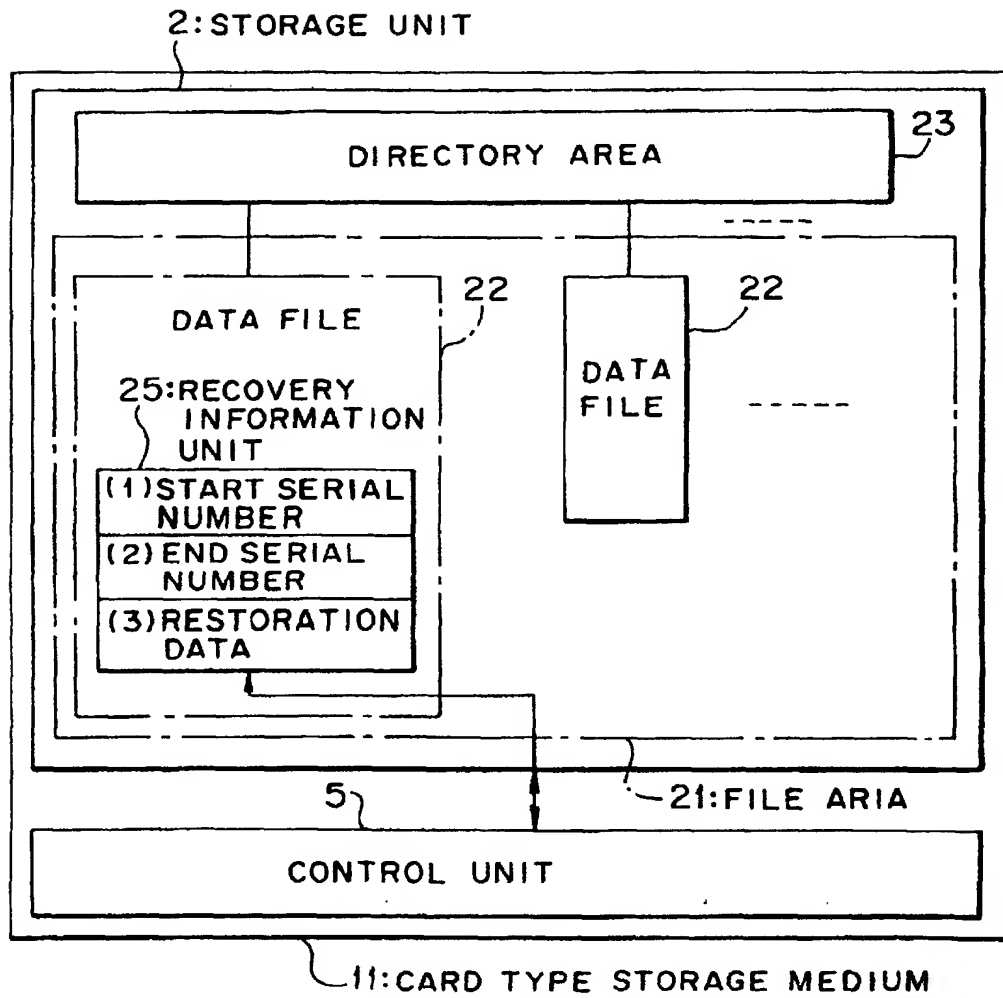 2:STORAGE UNIT
23
DIRECTORY AREA
22
22
DATA FILE
DATA
FILE
25:RECOVERY
INFORMATION
UNIT
(1)START SERIAL
NUMBER
(2)END SERIAL
NUMBER
(3)RESTORATION
DATA
21:FILE ARIA
5
CONTROL UNIT
11:CARD TYPE STORAGE MEDIUM